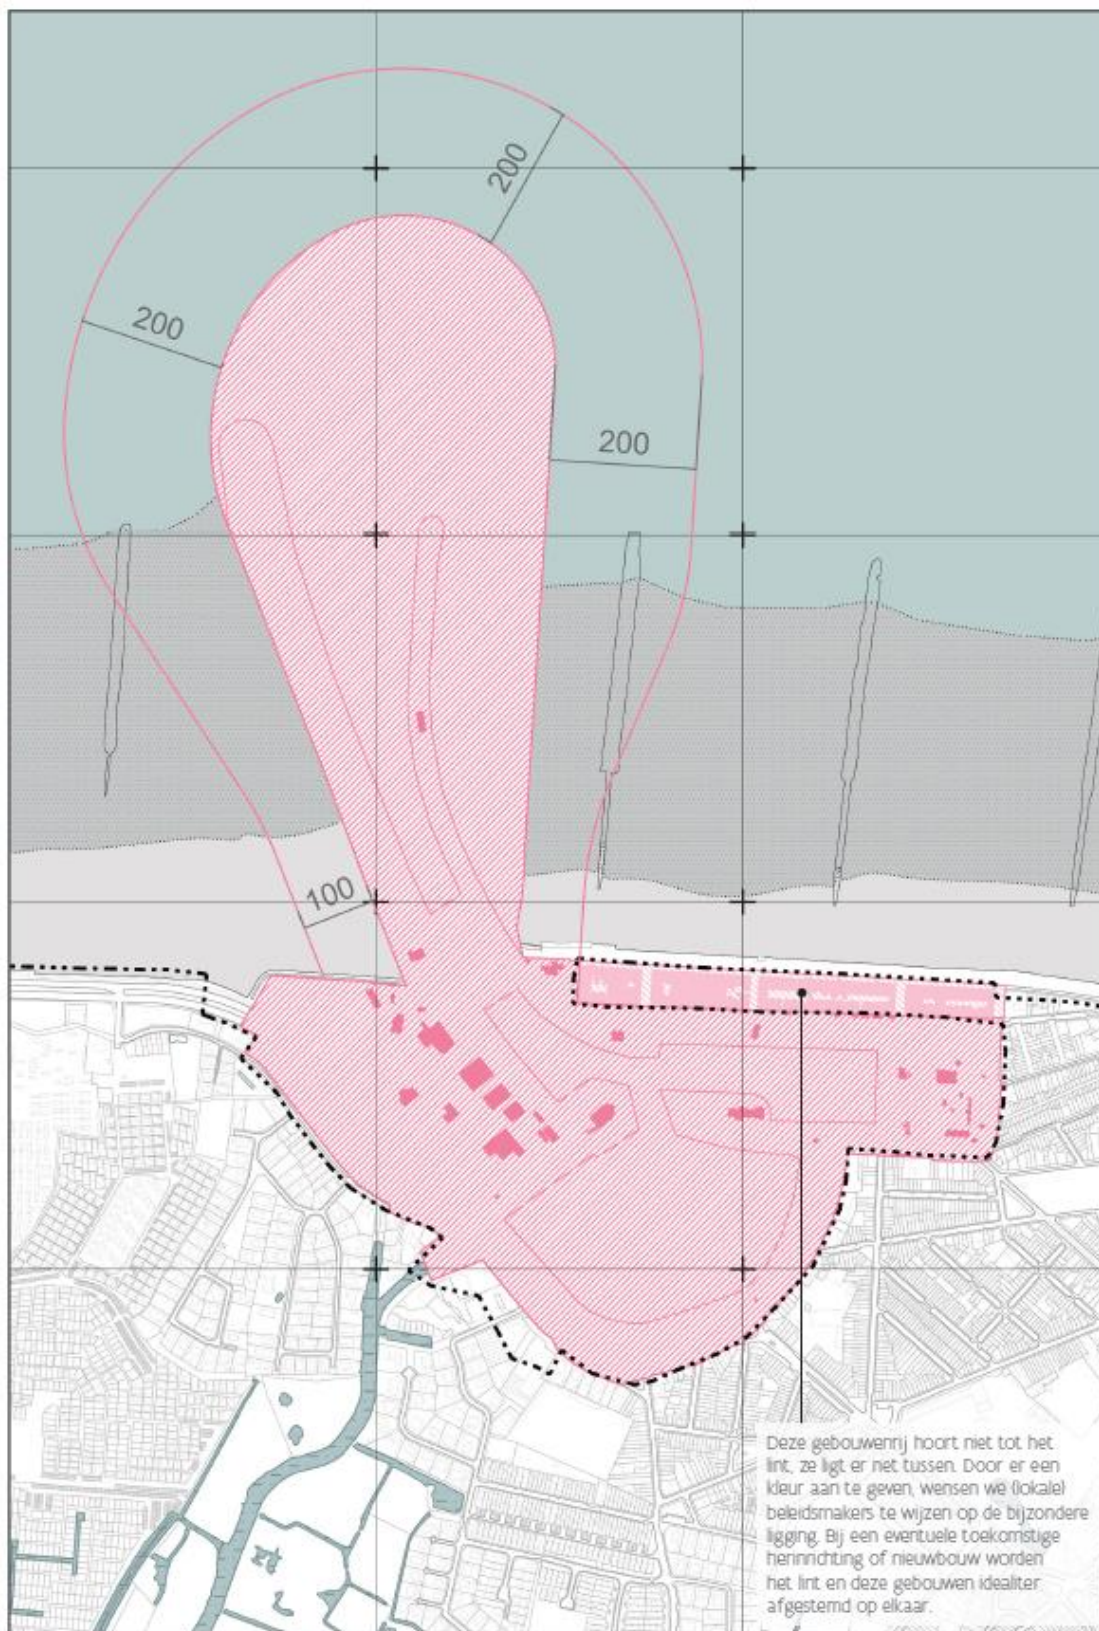 200
200
200
100
Deze gebouwenrij hoort niet tot het
lint, ze ligt er net tussen. Door er een
kleur aan te geven, wensen we (lokale)
beleidsmakers te wijzen op de bijzondere
ligging. Bij een eventuele toekomstige
herinrichting of nieuwbouw worden
het lint en deze gebouwen idealiter
afgestemd op elkaar.